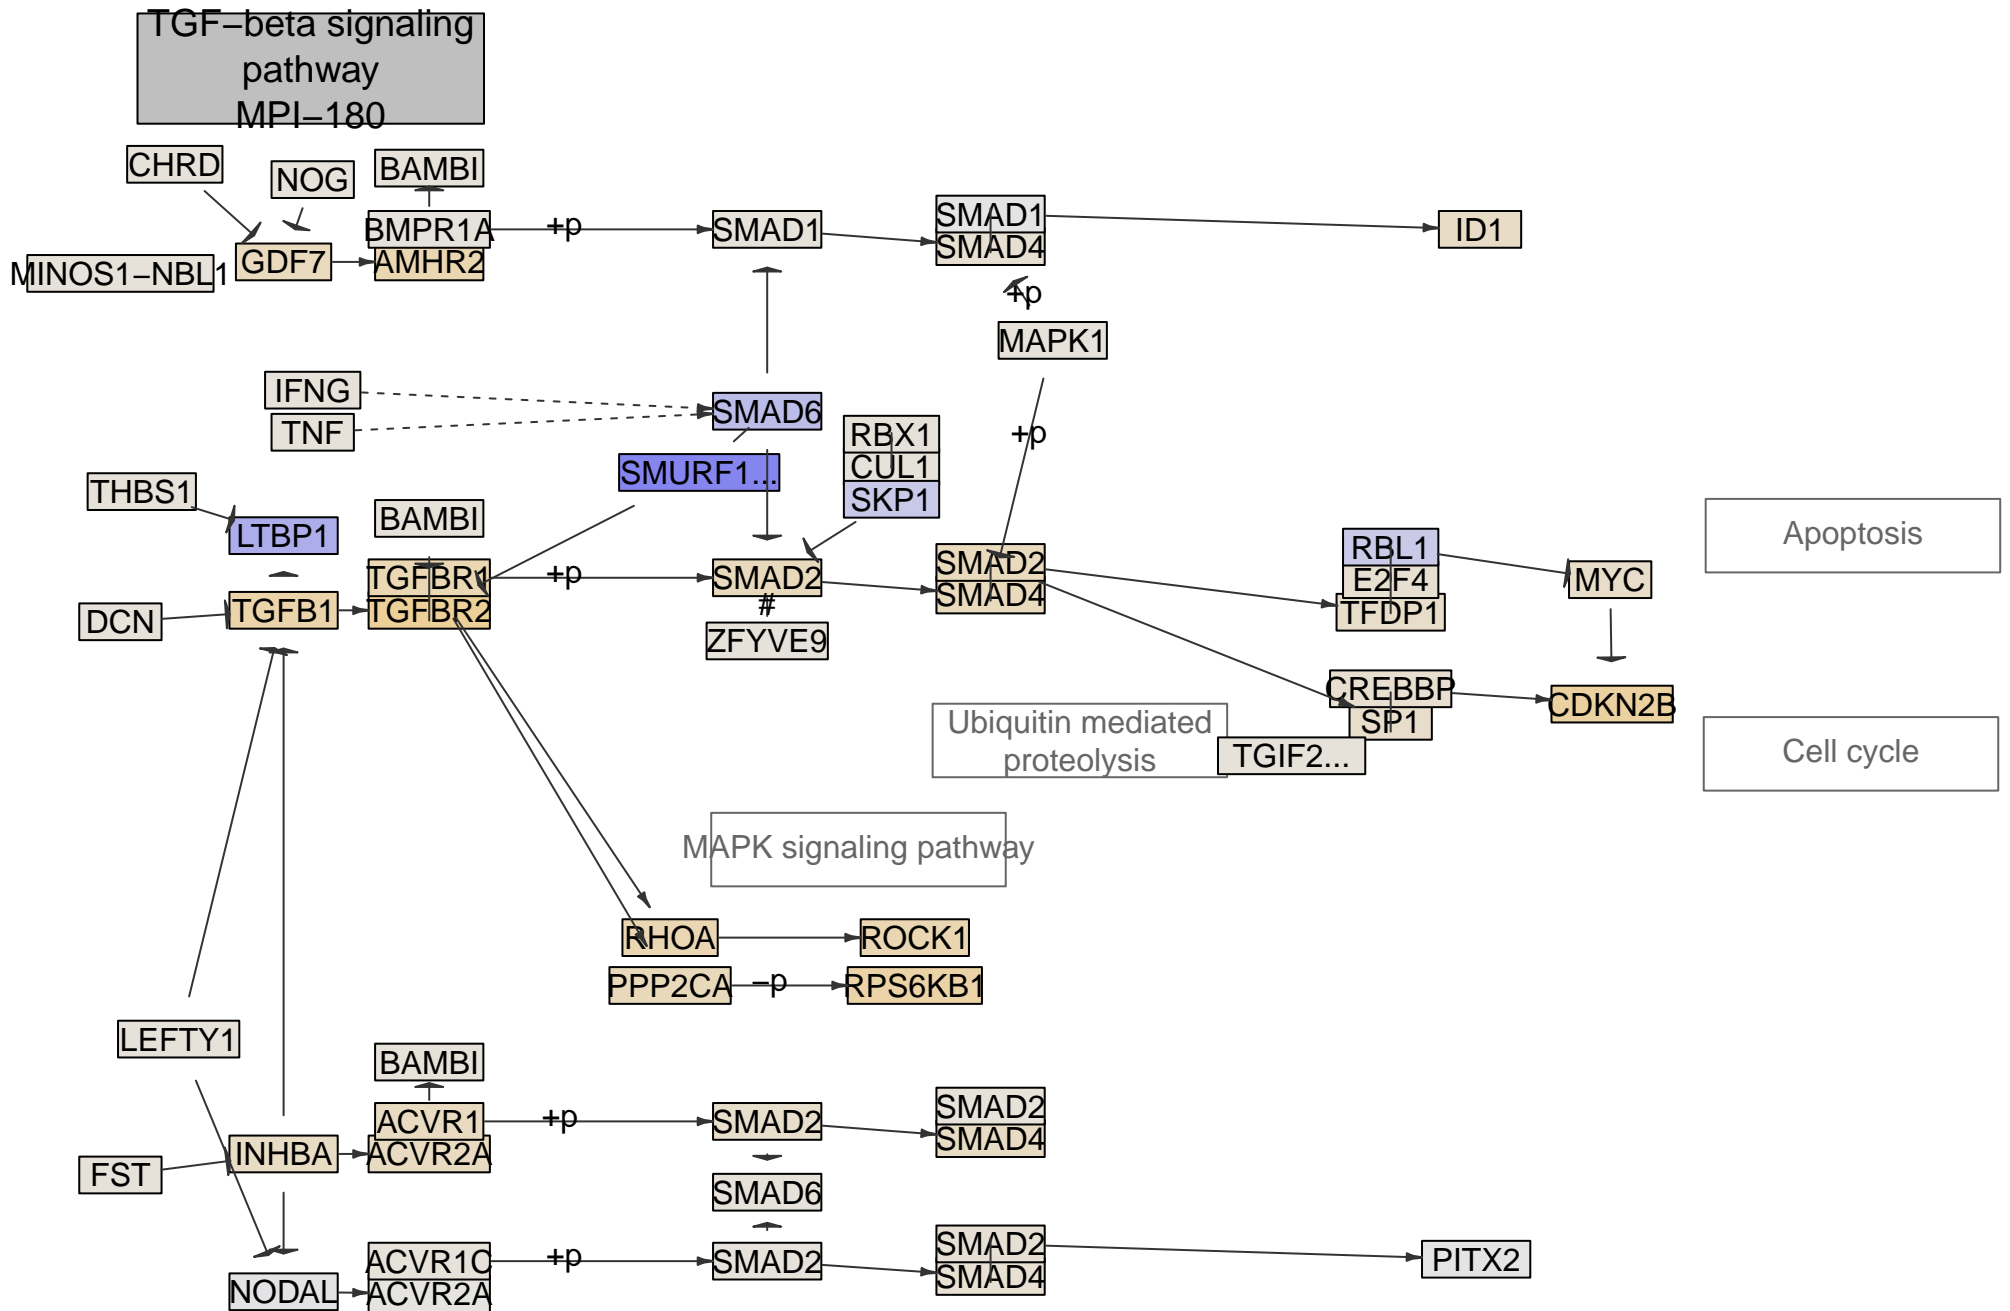 TGF−beta signaling
pathway
MPI−180
CHRD
NOG
BAMBI
BMPR1A
+p
SMAD1
SMAD1
SMAD4
ID1
MINOS1−NBL1
GDF7
AMHR2
+p
MAPK1
IFNG
TNF
SMAD6
RBX1
CUL1
SKP1
+p
SMURF1...
THBS1
LTBP1
BAMBI
TGFBR1
TGFBR2
+p
SMAD2
#
ZFYVE9
SMAD2
SMAD4
RBL1
E2F4
TFDP1
MYC
Apoptosis
DCN
TGFB1
CREBBP
SP1
TGIF2...
CDKN2B
Ubiquitin mediated
proteolysis
Cell cycle
MAPK signaling pathway
RHOA
ROCK1
PPP2CA
−p
RPS6KB1
LEFTY1
BAMBI
ACVR1
ACVR2A
+p
SMAD2
SMAD2
SMAD4
INHBA
FST
SMAD6
ACVR1C
ACVR2A
+p
SMAD2
SMAD2
SMAD4
PITX2
NODAL